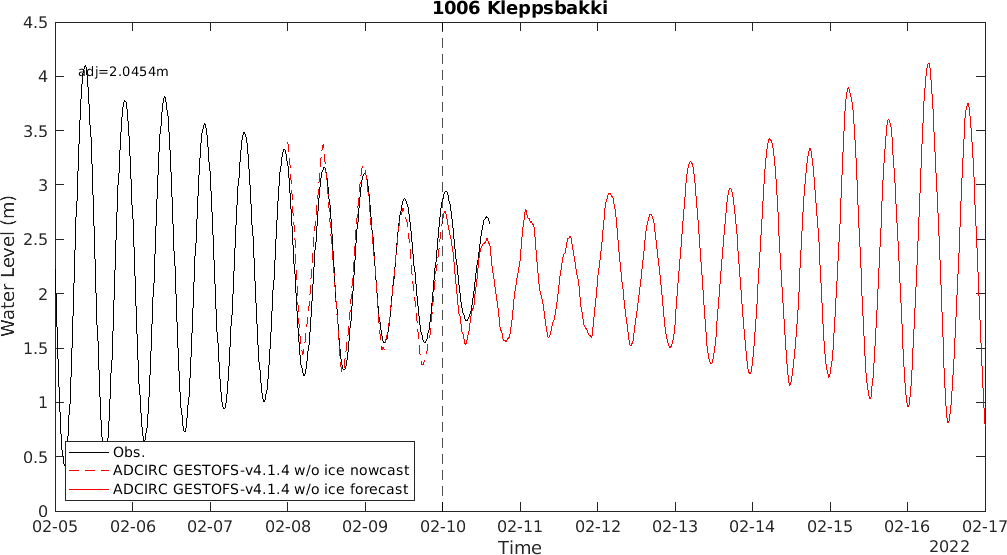 1006 Kleppsbakki
4.5
4
3.5
3
2.5
2
1.5
1
0.5
0
Water Level (m)
adj=2.0454m
Obs.
ADCIRC GESTOFS-v4.1.4 w/o ice nowcast
ADCIRC GESTOFS-v4.1.4 w/o ice forecast
02-05 02-06 02-07 02-08 02-09 02-10 02-11 02-12 02-13 02-14 02-15 02-16 02-17
Time
2022